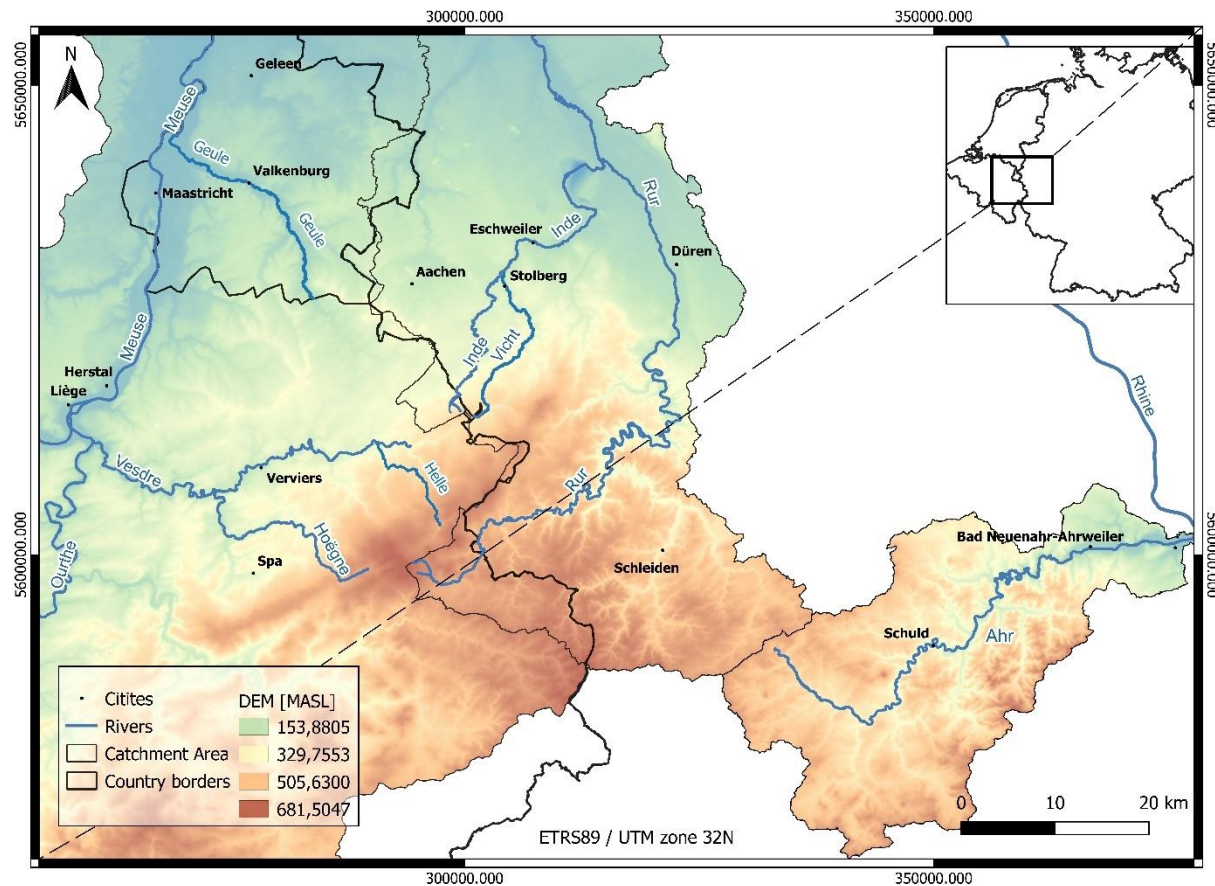 300000.000
350000.000
N
5650000.000
5650000.000
Geleen
Meuse
Geule
Valkenburg
Maastricht
Geule
Rur
Eschweiler
Inde
Düren
Aachen
Stolberg
Meuse
Inde
Vicht
Herstal
Liège
Rhine
Vesdre
Verviers
Helle
Rur
Hoëgne
Spa
Ourthe
5600000.000
5600000.000
Schleiden
Bad Neuenahr-Ahrweiler
Schuld
Ahr
Citites
Rivers
Catchment Area
Country borders
DEM [MASL]
153,8805
329,7553
505,6300
681,5047
0 10 20 km
ETRS89 / UTM zone 32N
300000.000
350000.000